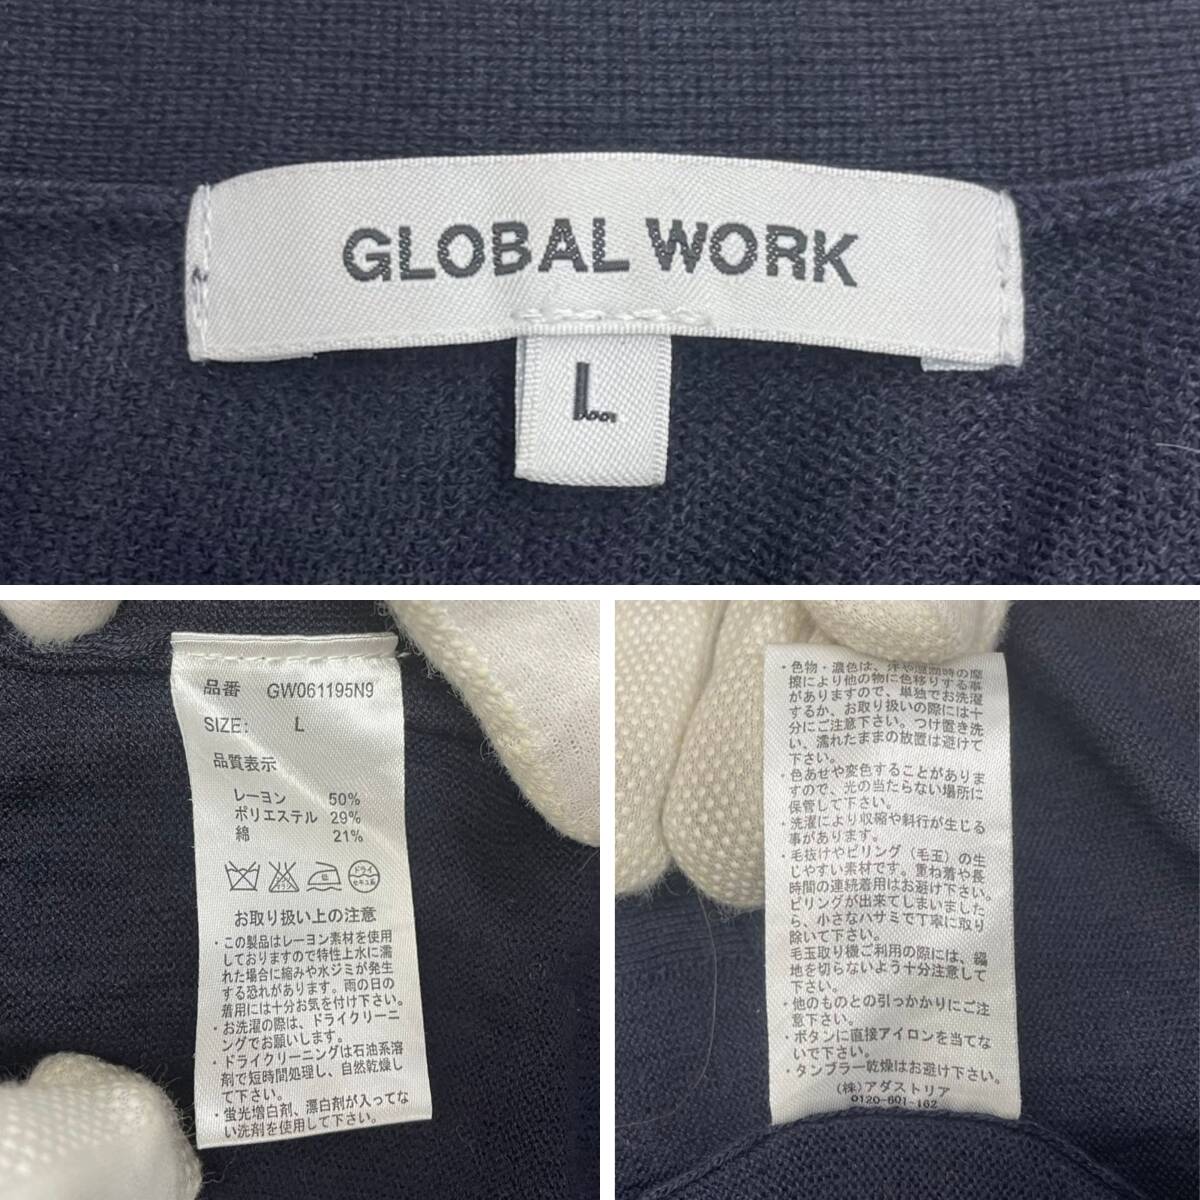 GLOBAL WORK
L
品番 GW061195N9
SIZE: L
品質表示
レーヨン 50%
ポリエステル 29%
綿 21%
ドライ
セキユ系
お取り扱い上の注意
・この製品はレーヨン素材を使用
しておりますので特性上水に濡
れた場合に縮みや水ジミが発生
する恐れがあります。雨の日の
着用には十分お気を付け下さい。
・お洗濯の際は、ドライクリーニ
ングでお願いします。
・ドライクリーニングは石油系溶
剤で短時間処理し、自然乾燥し
て下さい。
・蛍光増白剤、漂白剤が入ってな
い洗剤を使用して下さい。
・色物・濃色は、汗や湿潤時の摩
擦により他の物に色移りする事
がありますので、単独でお洗濯
するか、お取り扱いの際には十
分にご注意下さい。つけ置き洗
い、濡れたままの放置は避けて
下さい。
・色あせや変色することがありま
すので、光の当たらない場所に
保管して下さい。
・洗濯により収縮や斜行が生じる
事があります。
・毛抜けやピリング（毛玉）の生
じやすい素材です。重ね着や長
時間の連続着用はお避け下さい。
ピリングが出来てしまいました
ら、小さなハサミで丁寧に取り
除いて下さい。
毛玉取り機ご利用の際には、編
地を切らないよう十分注意して
下さい。
・他のものとの引っかかりにご注
意下さい。
・ボタンに直接アイロンを当てな
いで下さい。
・タンブラー乾燥はお避け下さい。
（株）アダストリア
0120-601-162